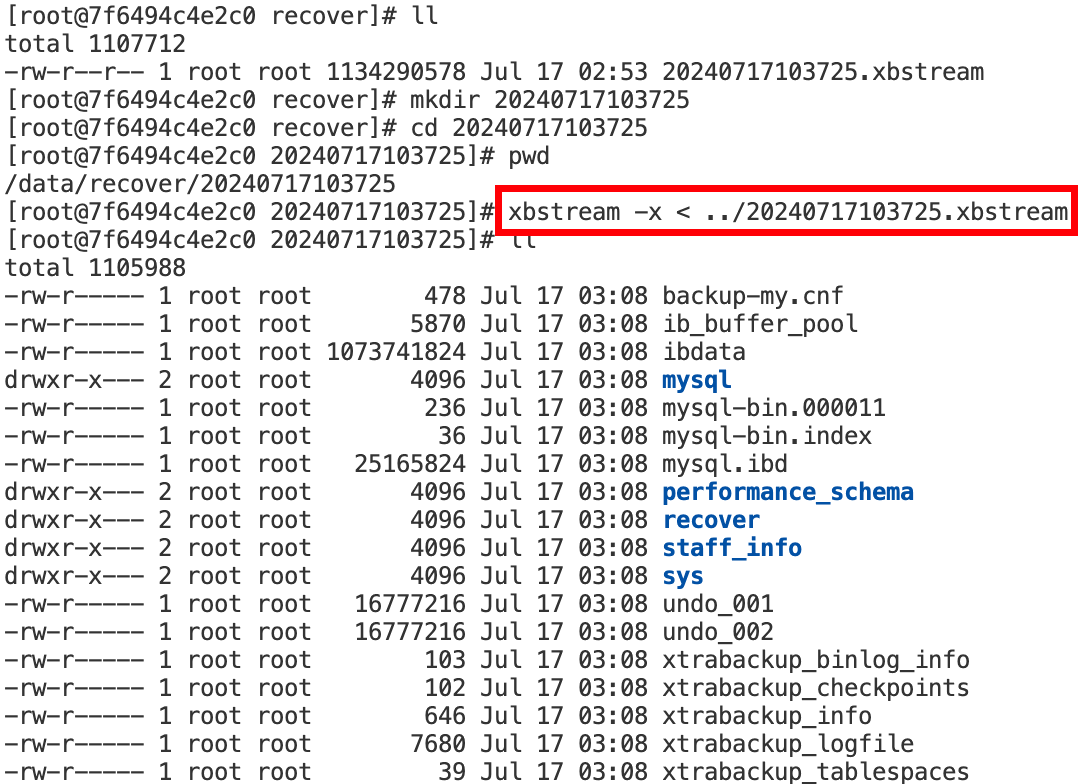 [root@7f6494c4e2c0 recover]# ll
total 1107712
-rw-r--r-- 1 root root 1134290578 Jul 17 02:53 20240717103725.xbstream
[root@7f6494c4e2c0 recover]# mkdir 20240717103725
[root@7f6494c4e2c0 recover]# cd 20240717103725
[root@7f6494c4e2c0 20240717103725]# pwd
/data/recover/20240717103725
[root@7f6494c4e2c0 20240717103725]# xbstream -x < ../20240717103725.xbstream
[root@7f6494c4e2c0 20240717103725]# ll
total 1105988
-rw-r----- 1 root root        478 Jul 17 03:08 backup-my.cnf
-rw-r----- 1 root root       5870 Jul 17 03:08 ib_buffer_pool
-rw-r----- 1 root root 1073741824 Jul 17 03:08 ibdata
drwxr-x--- 2 root root       4096 Jul 17 03:08 mysql
-rw-r----- 1 root root        236 Jul 17 03:08 mysql-bin.000011
-rw-r----- 1 root root         36 Jul 17 03:08 mysql-bin.index
-rw-r----- 1 root root   25165824 Jul 17 03:08 mysql.ibd
drwxr-x--- 2 root root       4096 Jul 17 03:08 performance_schema
drwxr-x--- 2 root root       4096 Jul 17 03:08 recover
drwxr-x--- 2 root root       4096 Jul 17 03:08 staff_info
drwxr-x--- 2 root root       4096 Jul 17 03:08 sys
-rw-r----- 1 root root   16777216 Jul 17 03:08 undo_001
-rw-r----- 1 root root   16777216 Jul 17 03:08 undo_002
-rw-r----- 1 root root        103 Jul 17 03:08 xtrabackup_binlog_info
-rw-r----- 1 root root        102 Jul 17 03:08 xtrabackup_checkpoints
-rw-r----- 1 root root        646 Jul 17 03:08 xtrabackup_info
-rw-r----- 1 root root       7680 Jul 17 03:08 xtrabackup_logfile
-rw-r----- 1 root root         39 Jul 17 03:08 xtrabackup_tablespaces